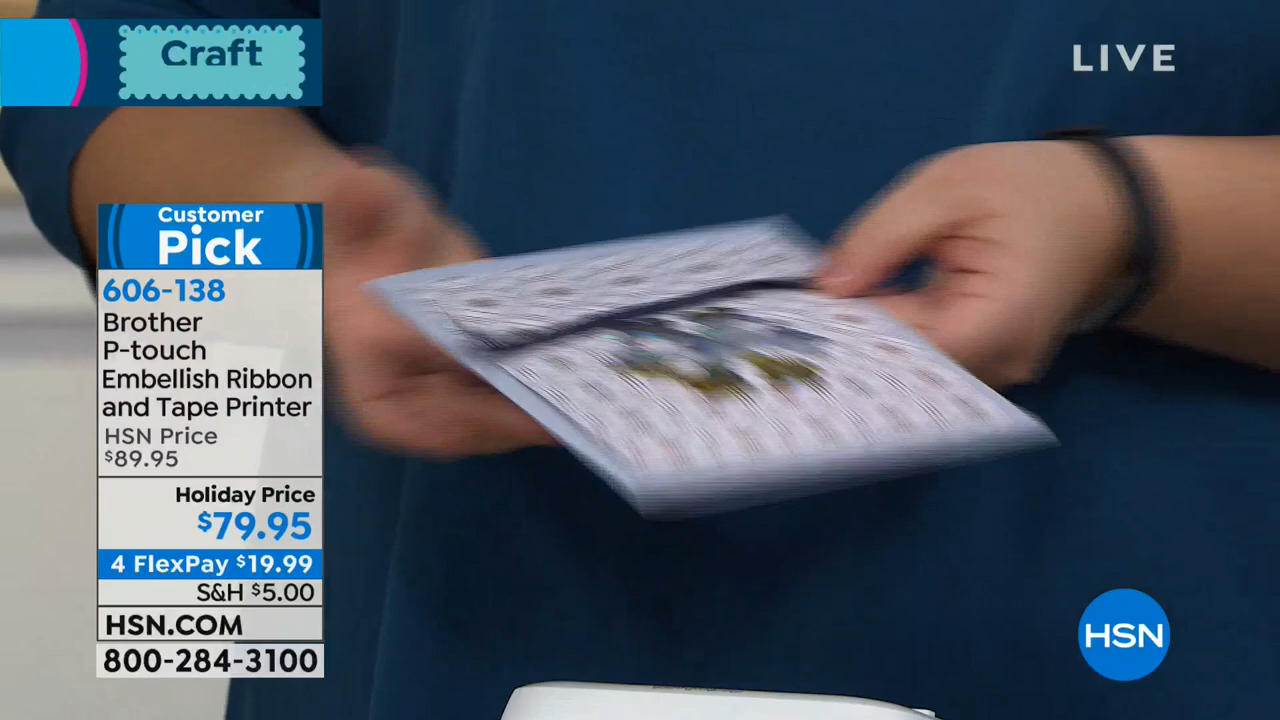 Craft
LIVE
Customer
Pick
606-138
Brother
P-touch
Embellish Ribbon
and Tape Printer
HSN Price
$89.95
Holiday Price
$79.95
4 FlexPay $19.99
S&H $5.00
HSN.COM
800-284-3100
HSN